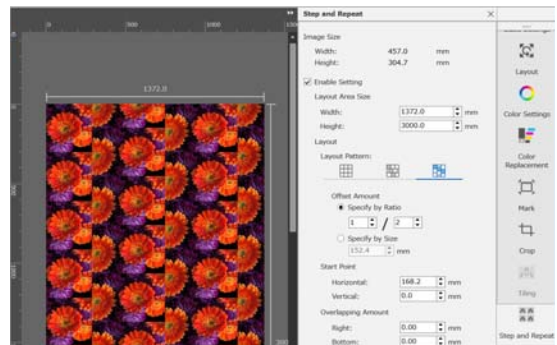 Step and Repeat
Image Size
Width: 457.0 mm
Height: 304.7 mm
Enable Setting
Layout Area Size
Width: 1372.0 mm
Height: 3000.0 mm
Layout
Layout Pattern:
Offset Amount
Specify by Ratio
1 / 2
Specify by Size
152.4 mm
Start Point
Horizontal: 168.2 mm
Vertical: 0.0 mm
Overlapping Amount
Right: 0.00 mm
Bottom: 0.00 mm
0 500 1000
1372.0
Layout
Color Settings
Color
Replacement
Mark
Crop
Tiling
Step and Repeat